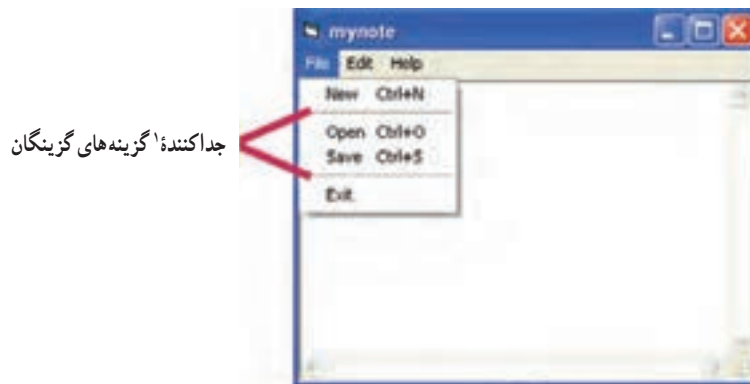 mynote
File Edit Help
New Ctrl+N
Open Ctrl+O
Save Ctrl+S
Exit
جداکنندهٔ۱ گزینه‌های گزینگان